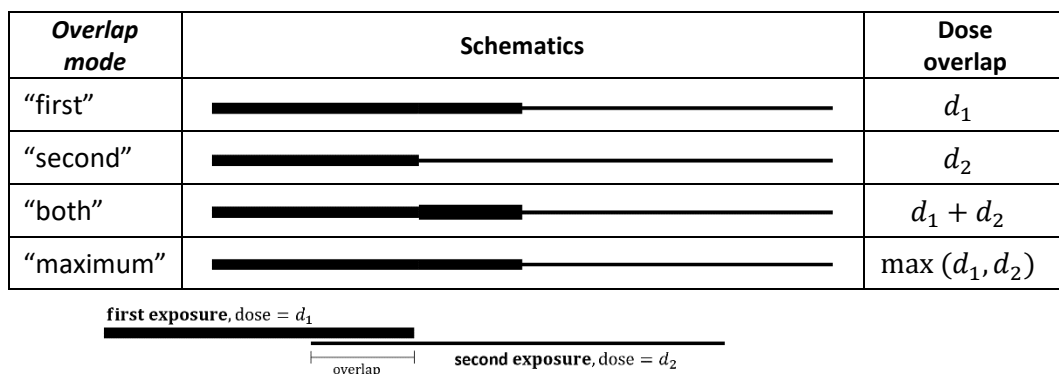 Overlap mode Schematics Dose overlap
“first” d₁
“second” d₂
“both” d₁ + d₂
“maximum” max (d₁, d₂)
first exposure, dose = d₁
second exposure, dose = d₂
overlap